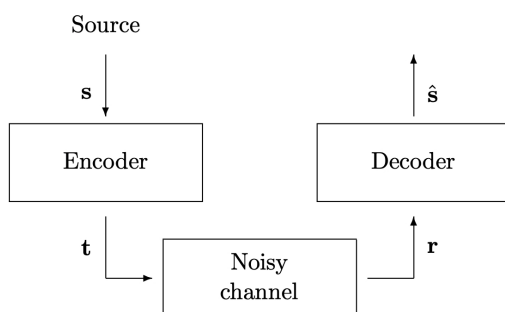 Source
s
ŝ
Encoder
Decoder
t
r
Noisy
channel